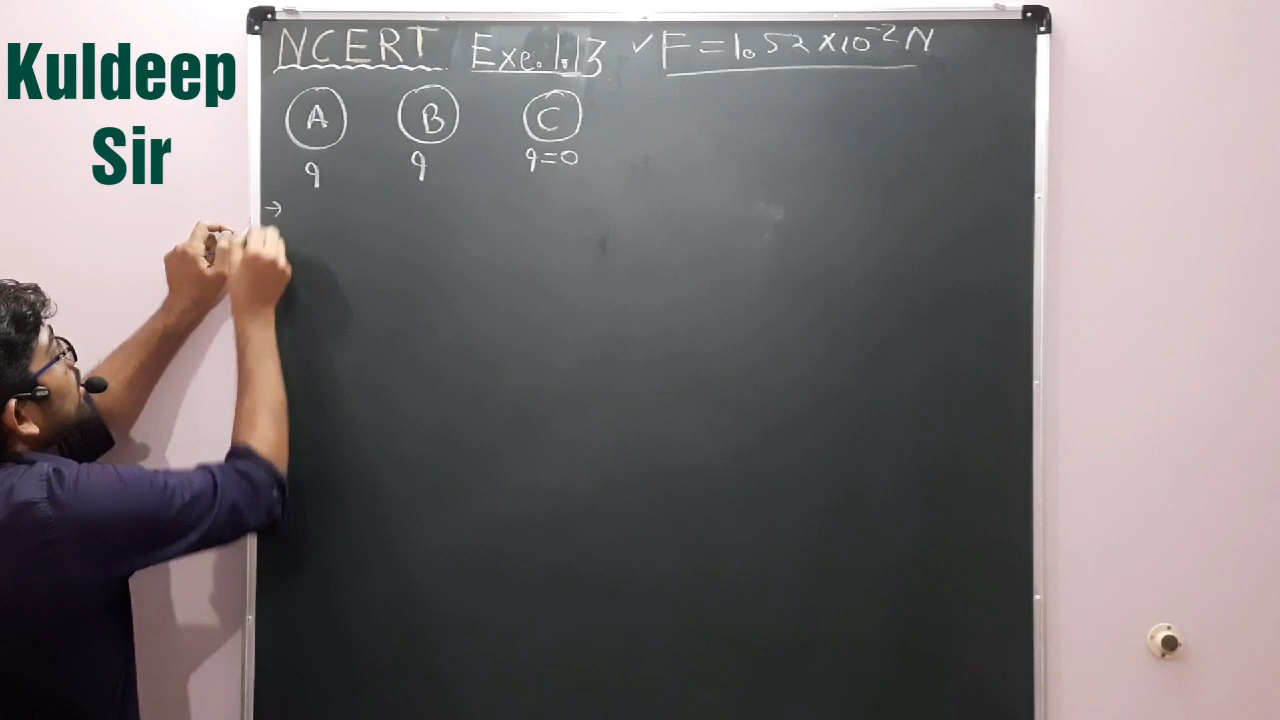 Kuldeep
Sir
NCERT Exe. 1.13 ✓ F = 1.52 × 10⁻² N
A B C
q q q=0
→